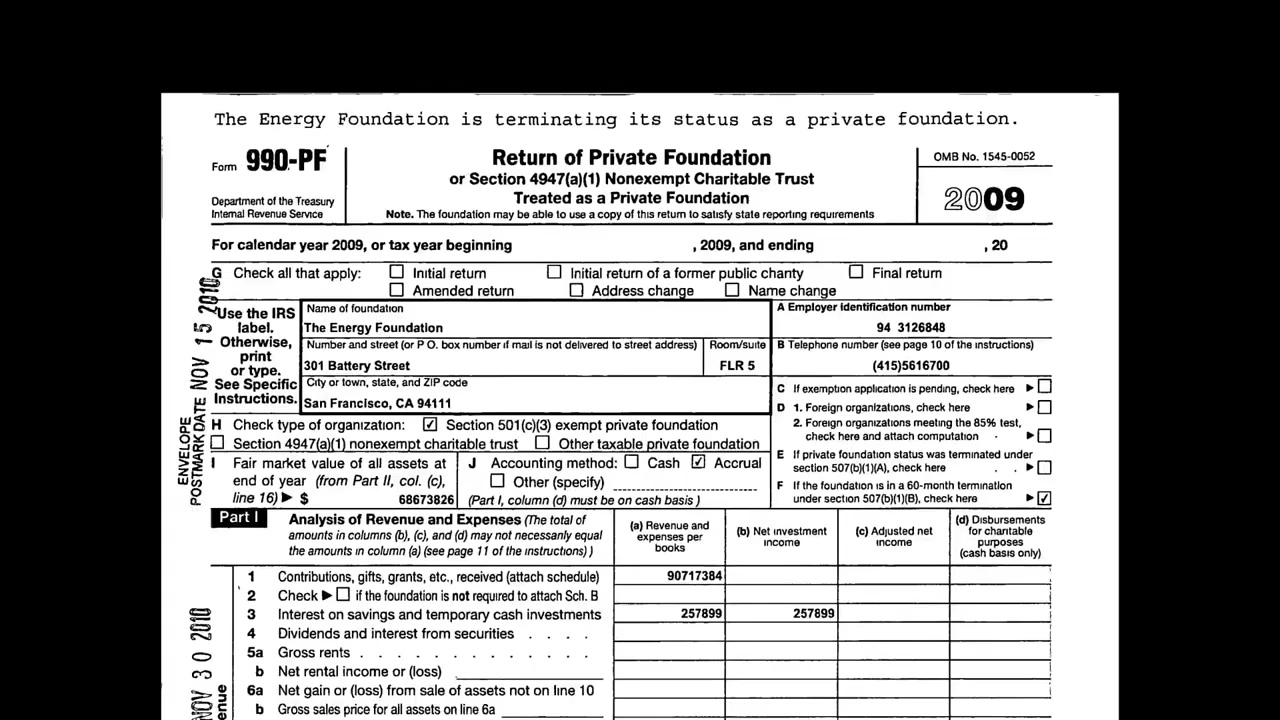 The Energy Foundation is terminating its status as a private foundation.
Form 990-PF
Department of the Treasury
Internal Revenue Service
Return of Private Foundation
or Section 4947(a)(1) Nonexempt Charitable Trust
Treated as a Private Foundation
Note. The foundation may be able to use a copy of this return to satisfy state reporting requirements
OMB No. 1545-0052
2009
For calendar year 2009, or tax year beginning , 2009, and ending , 20
G Check all that apply: Initial return Initial return of a former public charity Final return
Amended return Address change Name change
Use the IRS
label.
Otherwise,
print
or type.
See Specific
Instructions.
Name of foundation
The Energy Foundation
Number and street (or P O. box number if mail is not delivered to street address) Room/suite
301 Battery Street FLR 5
City or town, state, and ZIP code
San Francisco, CA 94111
A Employer identification number
94 3126848
B Telephone number (see page 10 of the instructions)
(415)5616700
C If exemption application is pending, check here ▶
D 1. Foreign organizations, check here ▶
2. Foreign organizations meeting the 85% test,
check here and attach computation . ▶
E If private foundation status was terminated under
section 507(b)(1)(A), check here . . ▶
F If the foundation is in a 60-month termination
under section 507(b)(1)(B), check here ▶ ✓
H Check type of organization: ✓ Section 501(c)(3) exempt private foundation
Section 4947(a)(1) nonexempt charitable trust Other taxable private foundation
I Fair market value of all assets at
end of year (from Part II, col. (c),
line 16) ▶ $ 68673826
J Accounting method: Cash ✓ Accrual
Other (specify)
(Part I, column (d) must be on cash basis )
Part I Analysis of Revenue and Expenses (The total of
amounts in columns (b), (c), and (d) may not necessarily equal
the amounts in column (a) (see page 11 of the instructions) )
(a) Revenue and
expenses per
books
(b) Net investment
income
(c) Adjusted net
income
(d) Disbursements
for charitable
purposes
(cash basis only)
1 Contributions, gifts, grants, etc., received (attach schedule) 90717384
2 Check ▶ if the foundation is not required to attach Sch. B
3 Interest on savings and temporary cash investments 257899 257899
4 Dividends and interest from securities . . . .
5a Gross rents . . . . . . . . . . . .
b Net rental income or (loss)
6a Net gain or (loss) from sale of assets not on line 10
b Gross sales price for all assets on line 6a
ENVELOPE
POSTMARK DATE NOV 15 2010
NOV 30 2010